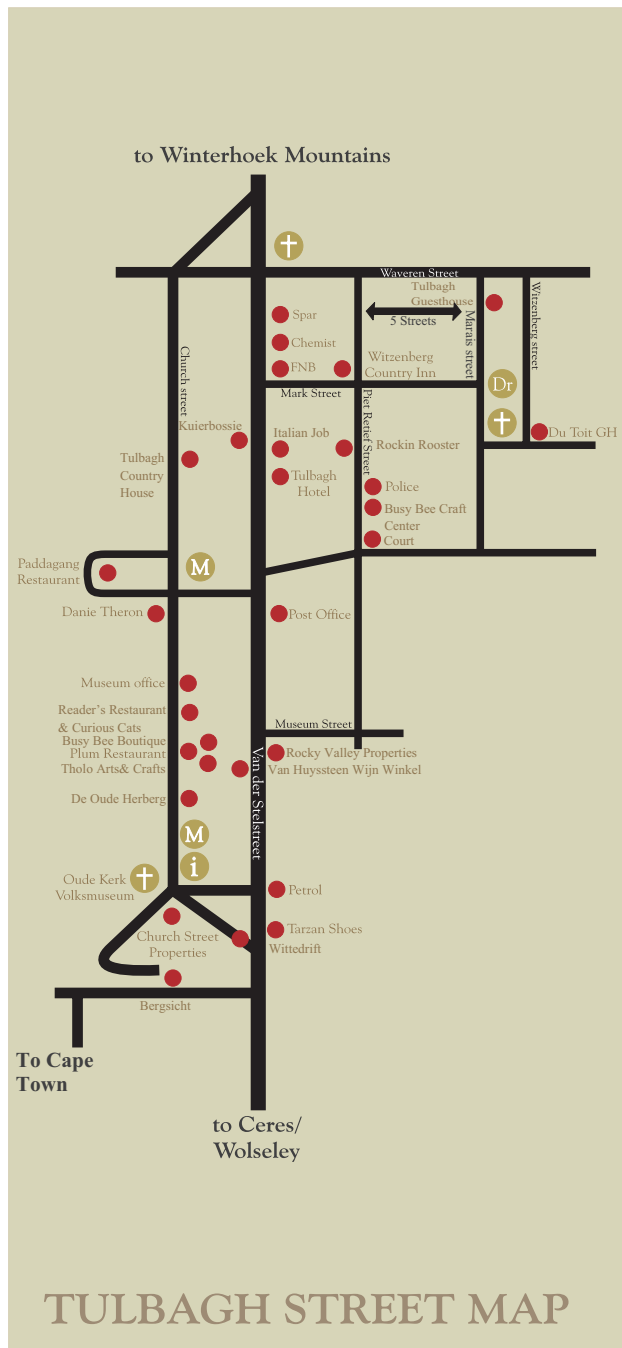 to Winterhoek Mountains
Waveren Street
Tulbagh
Guesthouse
5 Streets
Marais street
Witzenberg street
Spar
Chemist
FNB
Witzenberg
Country Inn
Mark Street
Church street
Piet Retief Street
Dr
Du Toit GH
Kuierbossie
Italian Job
Rockin Rooster
Tulbagh
Country
House
Tulbagh
Hotel
Police
Busy Bee Craft
Center
Court
Paddagang
Restaurant
M
Danie Theron
Post Office
Museum office
Reader's Restaurant
& Curious Cats
Busy Bee Boutique
Plum Restaurant
Tholo Arts& Crafts
Museum Street
Rocky Valley Properties
Van Huyssteen Wijn Winkel
Van der Stelstreet
De Oude Herberg
M
i
Oude Kerk
Volksmuseum
Petrol
Church Street
Properties
Tarzan Shoes
Wittedrift
Bergsicht
To Cape
Town
to Ceres/
Wolseley
TULBAGH STREET MAP